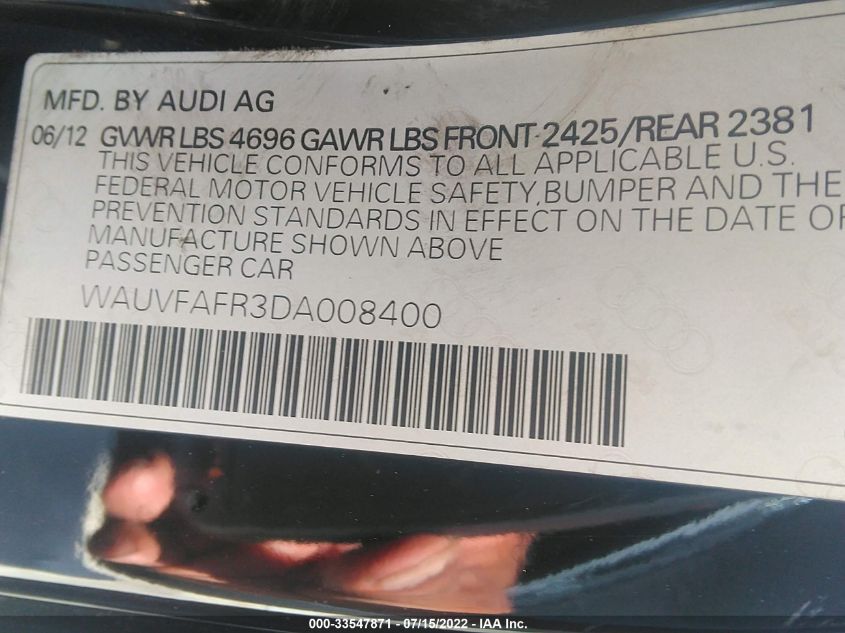 MFD. BY AUDI AG
06/12 GVWR LBS 4696 GAWR LBS FRONT 2425/REAR 2381
THIS VEHICLE CONFORMS TO ALL APPLICABLE U.S.
FEDERAL MOTOR VEHICLE SAFETY, BUMPER AND THE
PREVENTION STANDARDS IN EFFECT ON THE DATE OF
MANUFACTURE SHOWN ABOVE
PASSENGER CAR
WAUVFAFR3DA008400
000-33547871 - 07/15/2022 - IAA Inc.